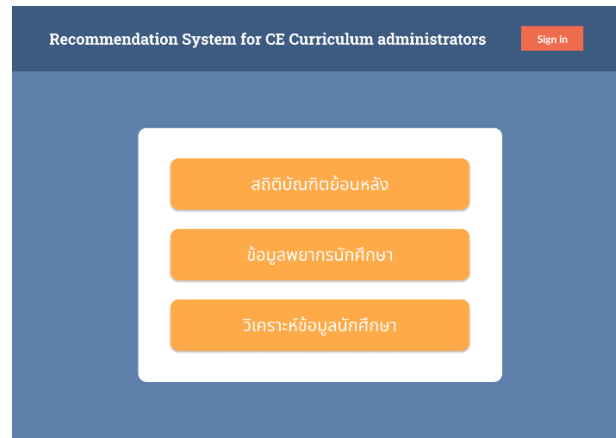 Recommendation System for CE Curriculum administrators
Sign in
สถิติบัณฑิตย้อนหลัง
ข้อมูลพยากรนักศึกษา
วิเคราะห์ข้อมูลนักศึกษา